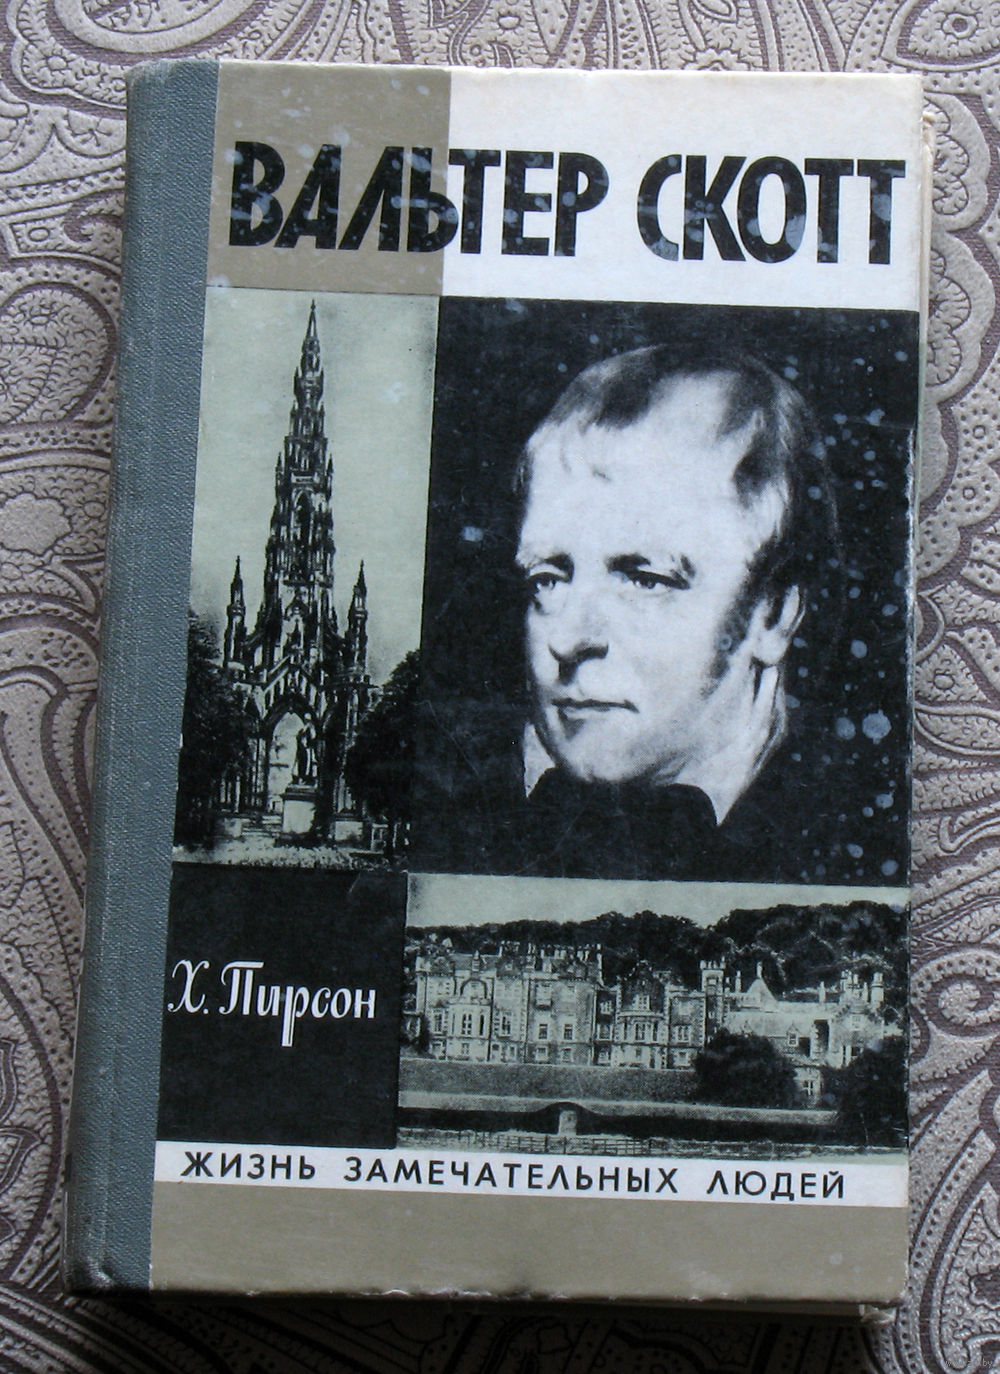 ВАЛЬТЕР СКОТТ
Х. Пирсон
ЖИЗНЬ ЗАМЕЧАТЕЛЬНЫХ ЛЮДЕЙ